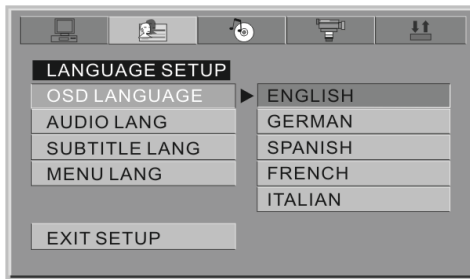 LANGUAGE SETUP
OSD LANGUAGE
AUDIO LANG
SUBTITLE LANG
MENU LANG
EXIT SETUP
ENGLISH
GERMAN
SPANISH
FRENCH
ITALIAN